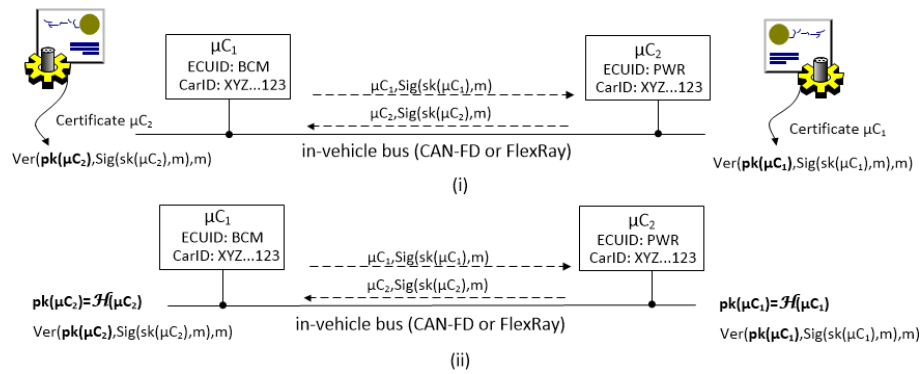 μC₁
ECUID: BCM
CarID: XYZ...123
μC₂
ECUID: PWR
CarID: XYZ...123
μC₁,Sig(sk(μC₁),m)
μC₂,Sig(sk(μC₂),m)
Certificate μC₂
Certificate μC₁
Ver(pk(μC₂),Sig(sk(μC₂),m),m)
in-vehicle bus (CAN-FD or FlexRay)
Ver(pk(μC₁),Sig(sk(μC₁),m),m)
(i)
μC₁
ECUID: BCM
CarID: XYZ...123
μC₂
ECUID: PWR
CarID: XYZ...123
μC₁,Sig(sk(μC₁),m)
μC₂,Sig(sk(μC₂),m)
pk(μC₂)=ℋ(μC₂)
pk(μC₁)=ℋ(μC₁)
Ver(pk(μC₂),Sig(sk(μC₂),m),m)
in-vehicle bus (CAN-FD or FlexRay)
Ver(pk(μC₁),Sig(sk(μC₁),m),m)
(ii)